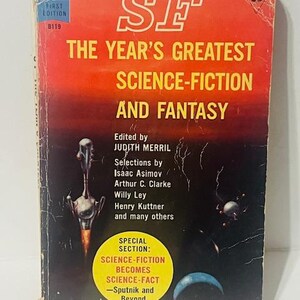 FIRST
EDITION
B119
SF
THE YEAR'S GREATEST
SCIENCE-FICTION
AND FANTASY
Edited by
JUDITH MERRIL
Selections by
Isaac Asimov
Arthur C. Clarke
Willy Ley
Henry Kuttner
and many others
SPECIAL
SECTION:
SCIENCE-FICTION
BECOMES
SCIENCE-FACT
—Sputnik and
Beyond